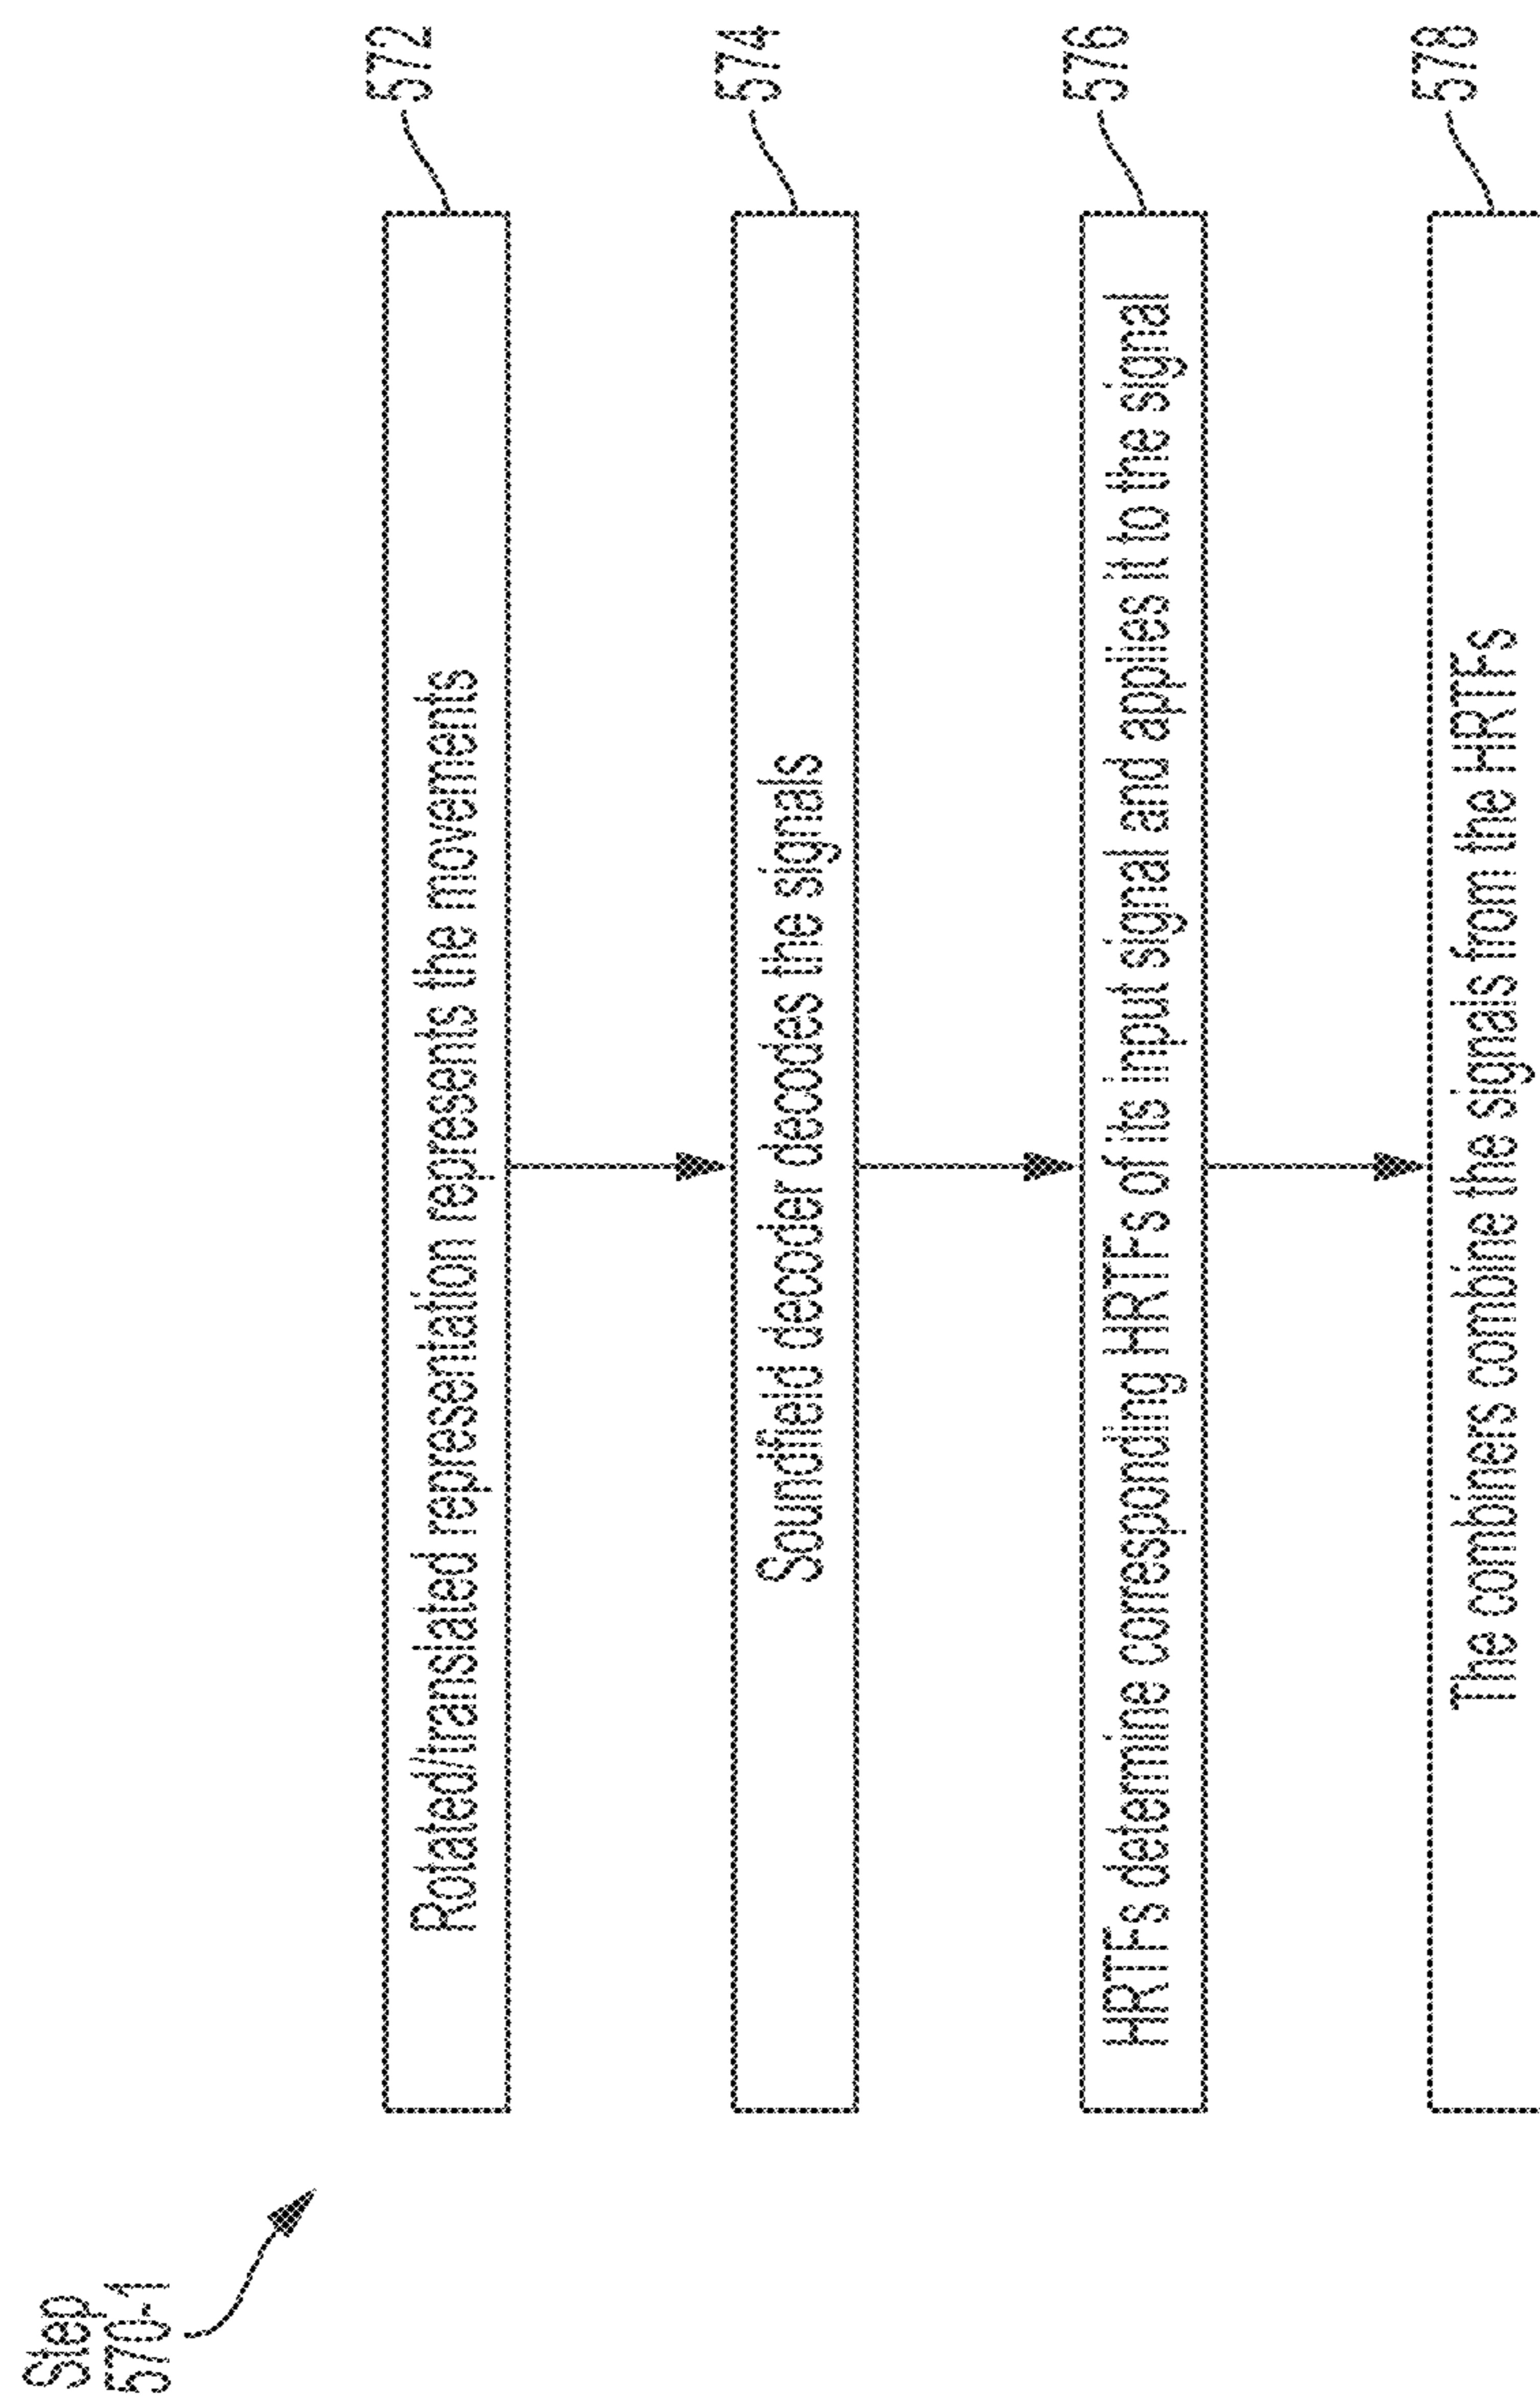 Step
570-1
Rotated/translated representation represents the movements
572
Soundfield decoder decodes the signals
574
HRTFs determine corresponding HRTFs of its input signal and applies it to the signal
576
The combiners combine the signals from the HRTFs
578